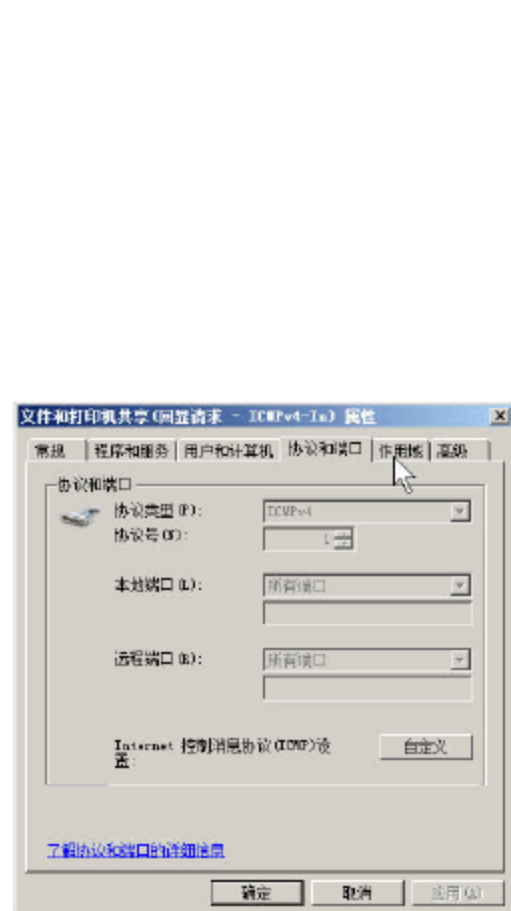 文件和打印机共享(回显请求 - ICMPv4-In) 属性
常规 程序和服务 用户和计算机 协议和端口 作用域 高级
协议和端口
协议类型(P): ICMPv4
协议号(N): 1
本地端口(L): 所有端口
远程端口(R): 所有端口
Internet 控制消息协议(ICMP)设
置: 自定义
了解协议和端口的详细信息
确定 取消 应用(A)